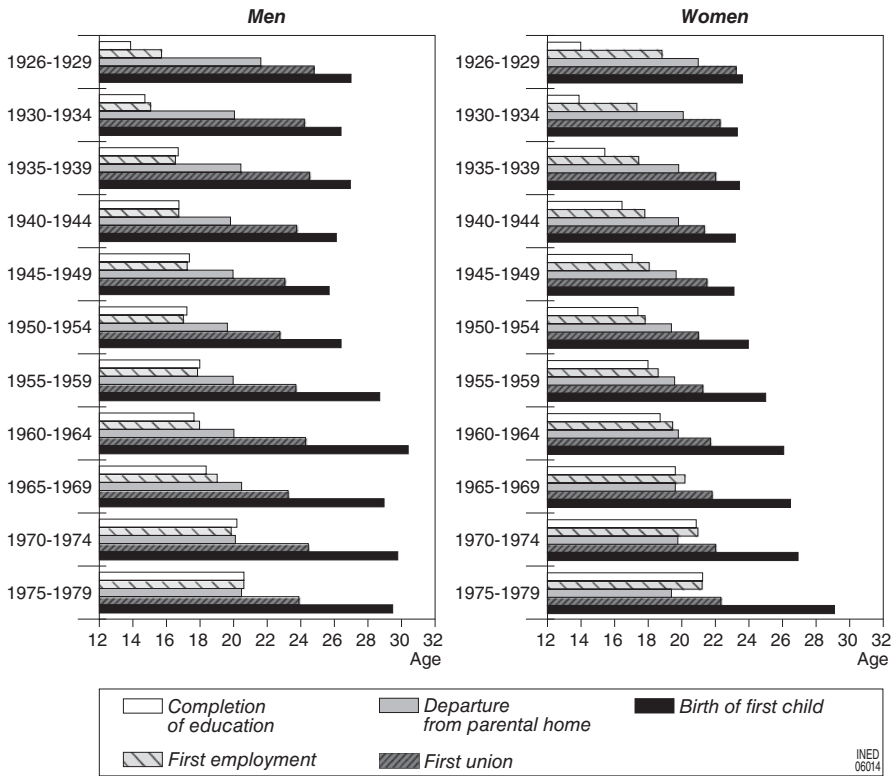 Men
Women
1926-1929
1930-1934
1935-1939
1940-1944
1945-1949
1950-1954
1955-1959
1960-1964
1965-1969
1970-1974
1975-1979
12 14 16 18 20 22 24 26 28 30 32
Age
1926-1929
1930-1934
1935-1939
1940-1944
1945-1949
1950-1954
1955-1959
1960-1964
1965-1969
1970-1974
1975-1979
12 14 16 18 20 22 24 26 28 30 32
Age
Completion
of education
Departure
from parental home
Birth of first child
First employment
First union
INED
06014